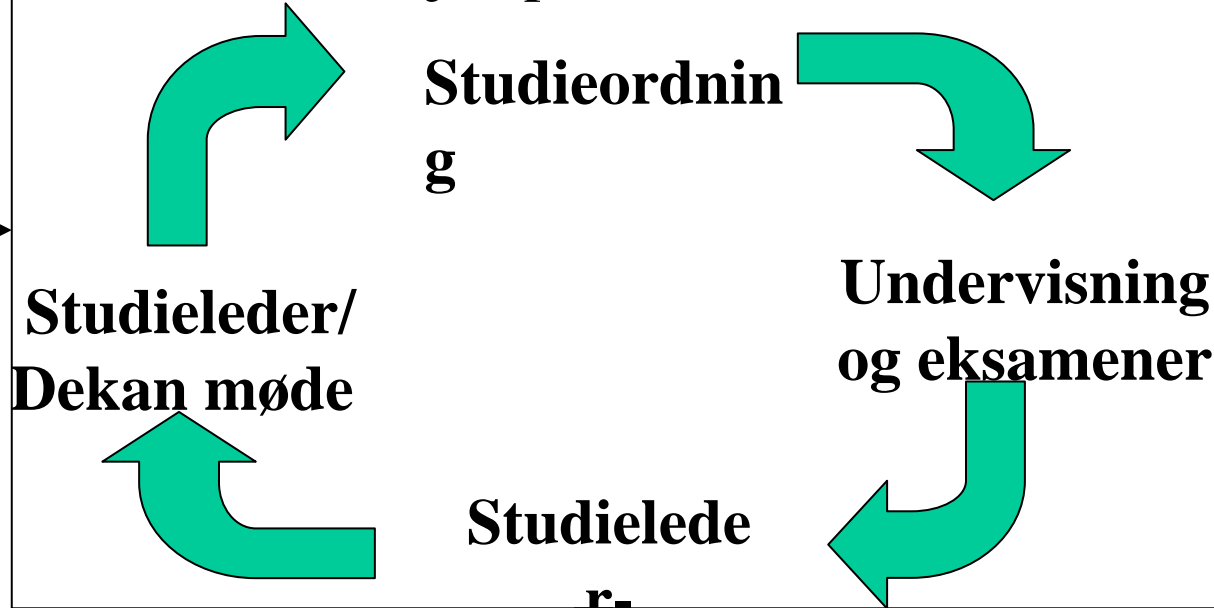 Studieordnin
g
Undervisning
og eksamener
Studieleder/
Dekan møde
Studielede
r-